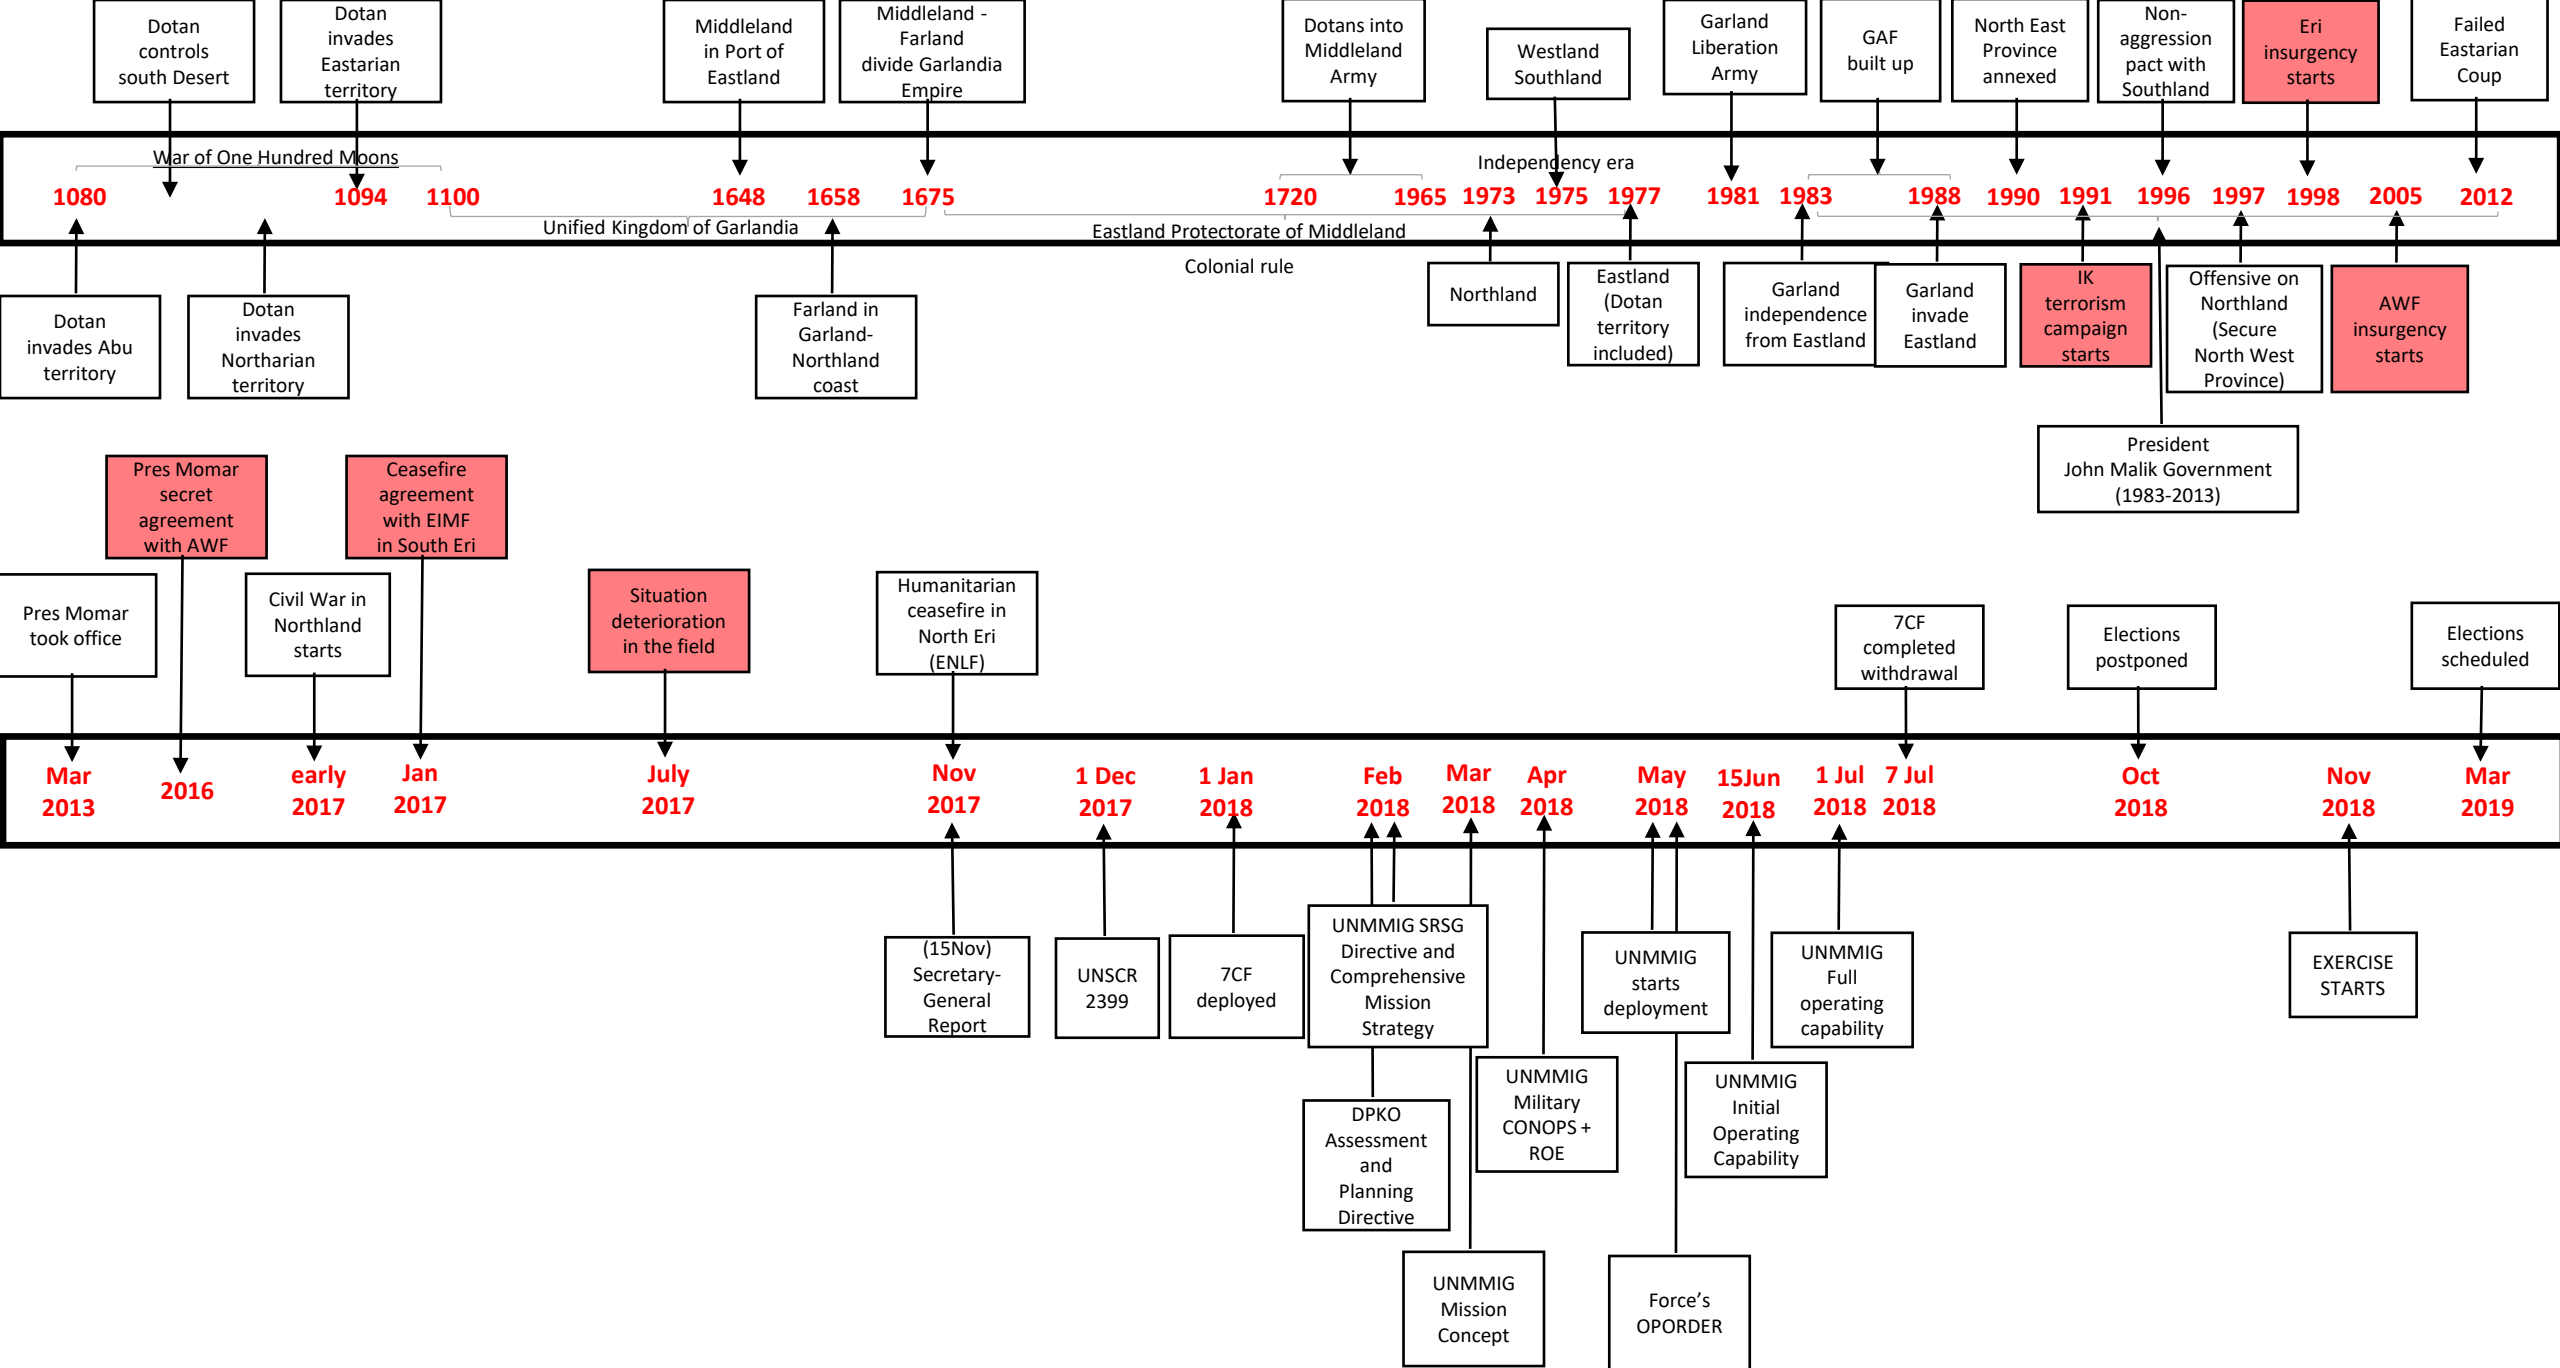 Dotan
controls
south Desert
Dotan
invades
Eastarian
territory
Middleland
in Port of
Eastland
Middleland -
Farland
divide Garlandia
Empire
Dotans into
Middleland
Army
Westland
Southland
Garland
Liberation
Army
GAF
built up
North East
Province
annexed
Non-
aggression
pact with
Southland
Eri
insurgency
starts
Failed
Eastarian
Coup
War of One Hundred Moons
Independency era
1080
1094
1100
1648
1658
1675
1720
1965
1973
1975
1977
1981
1983
1988
1990
1991
1996
1997
1998
2005
2012
Unified Kingdom of Garlandia
Eastland Protectorate of Middleland
Colonial rule
Dotan
invades Abu
territory
Dotan
invades
Northarian
territory
Farland in
Garland-
Northland
coast
Northland
Eastland
(Dotan
territory
included)
Garland
independence
from Eastland
Garland
invade
Eastland
IK
terrorism
campaign
starts
Offensive on
Northland
(Secure
North West
Province)
AWF
insurgency
starts
President
John Malik Government
(1983-2013)
Pres Momar
took office
Pres Momar
secret
agreement
with AWF
Civil War in
Northland
starts
Ceasefire
agreement
with EIMF
in South Eri
Situation
deterioration
in the field
Humanitarian
ceasefire in
North Eri
(ENLF)
7CF
completed
withdrawal
Elections
postponed
Elections
scheduled
Mar
2013
2016
early
2017
Jan
2017
July
2017
Nov
2017
1 Dec
2017
1 Jan
2018
Feb
2018
Mar
2018
Apr
2018
May
2018
15Jun
2018
1 Jul
2018
7 Jul
2018
Oct
2018
Nov
2018
Mar
2019
(15Nov)
Secretary-
General
Report
UNSCR
2399
7CF
deployed
UNMMIG SRSG
Directive and
Comprehensive
Mission
Strategy
DPKO
Assessment
and
Planning
Directive
UNMMIG
Mission
Concept
UNMMIG
Military
CONOPS +
ROE
UNMMIG
starts
deployment
Force's
OPORDER
UNMMIG
Initial
Operating
Capability
UNMMIG
Full
operating
capability
EXERCISE
STARTS